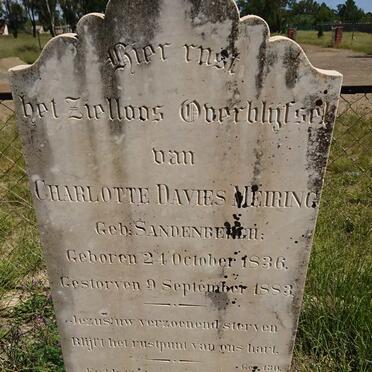 Hier rust
het Zielloos Overblyfsel
van
CHARLOTTE DAVIES MEIRING
Geb: SANDENBERGH:
Geboren 24 October 1836.
Gestorven 9 September 1883.
Jezus, uw verzoenend sterven
Blijft het rustpunt van ons hart.